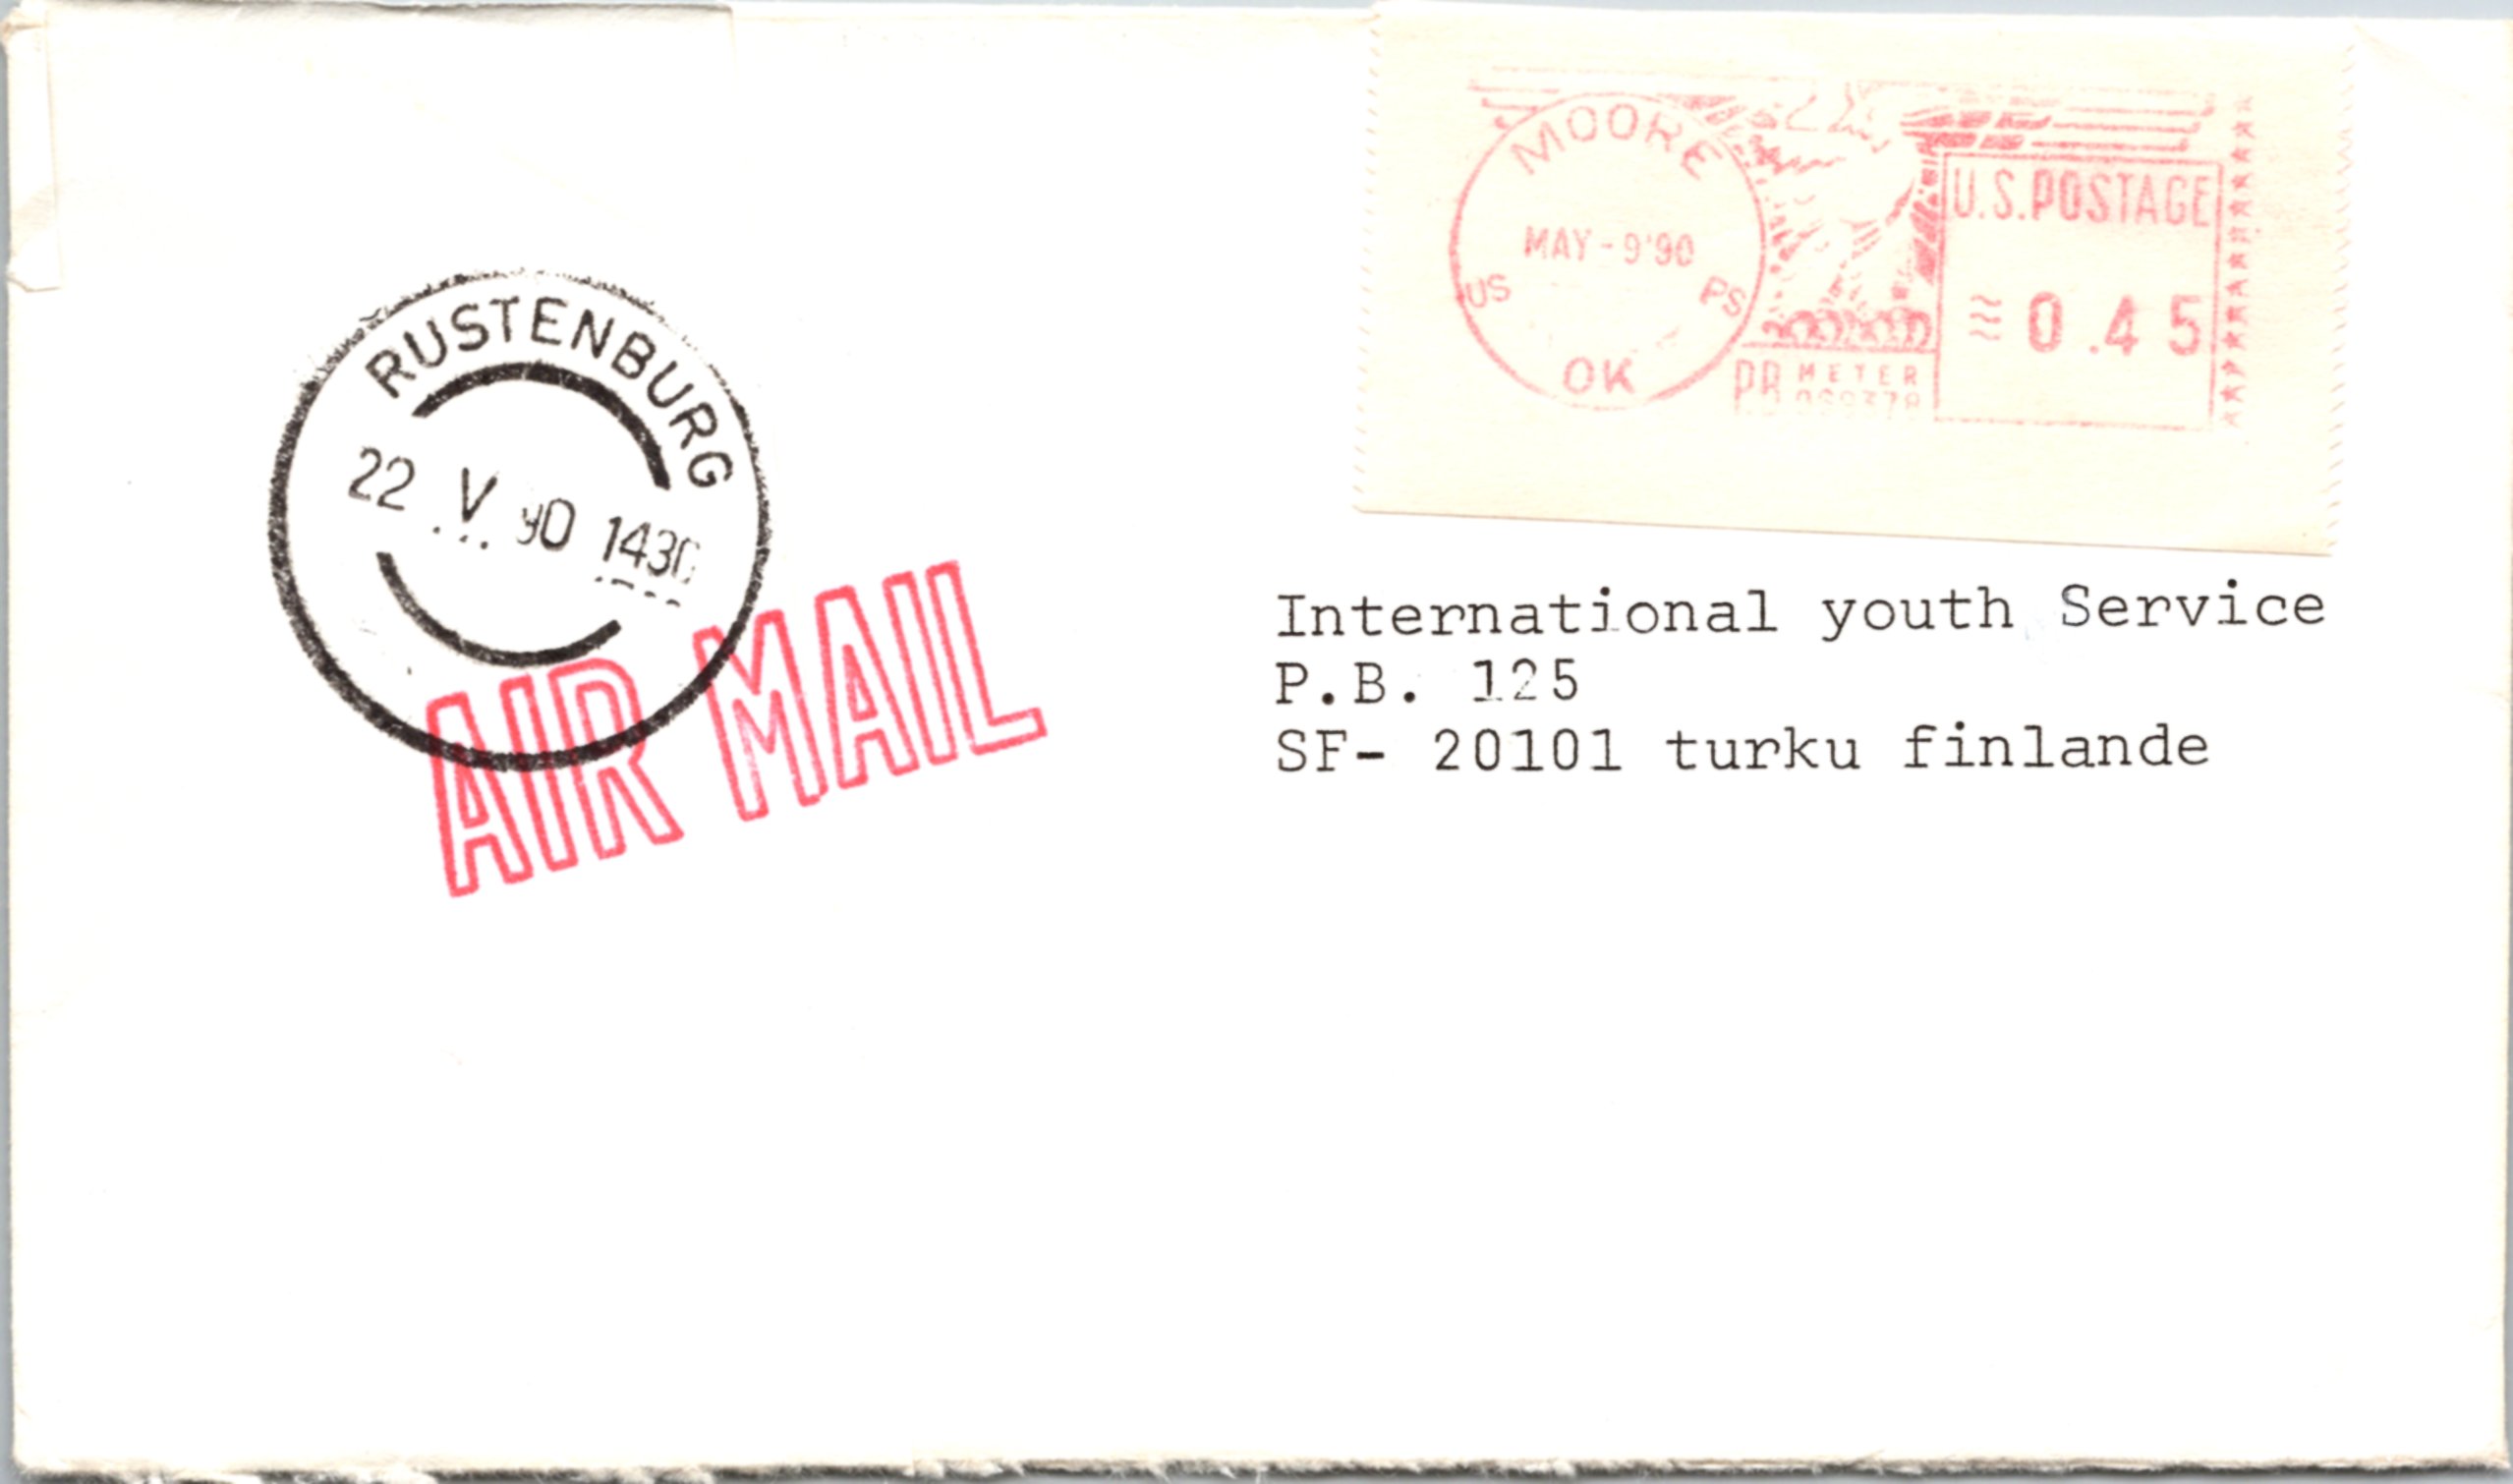 MOORE
MAY-9'90
US PS
OK
PB METER
U.S.POSTAGE
0.45
RUSTENBURG
22 V 90 1430
AIR MAIL
International youth Service
P.B. 125
SF- 20101 turku finlande